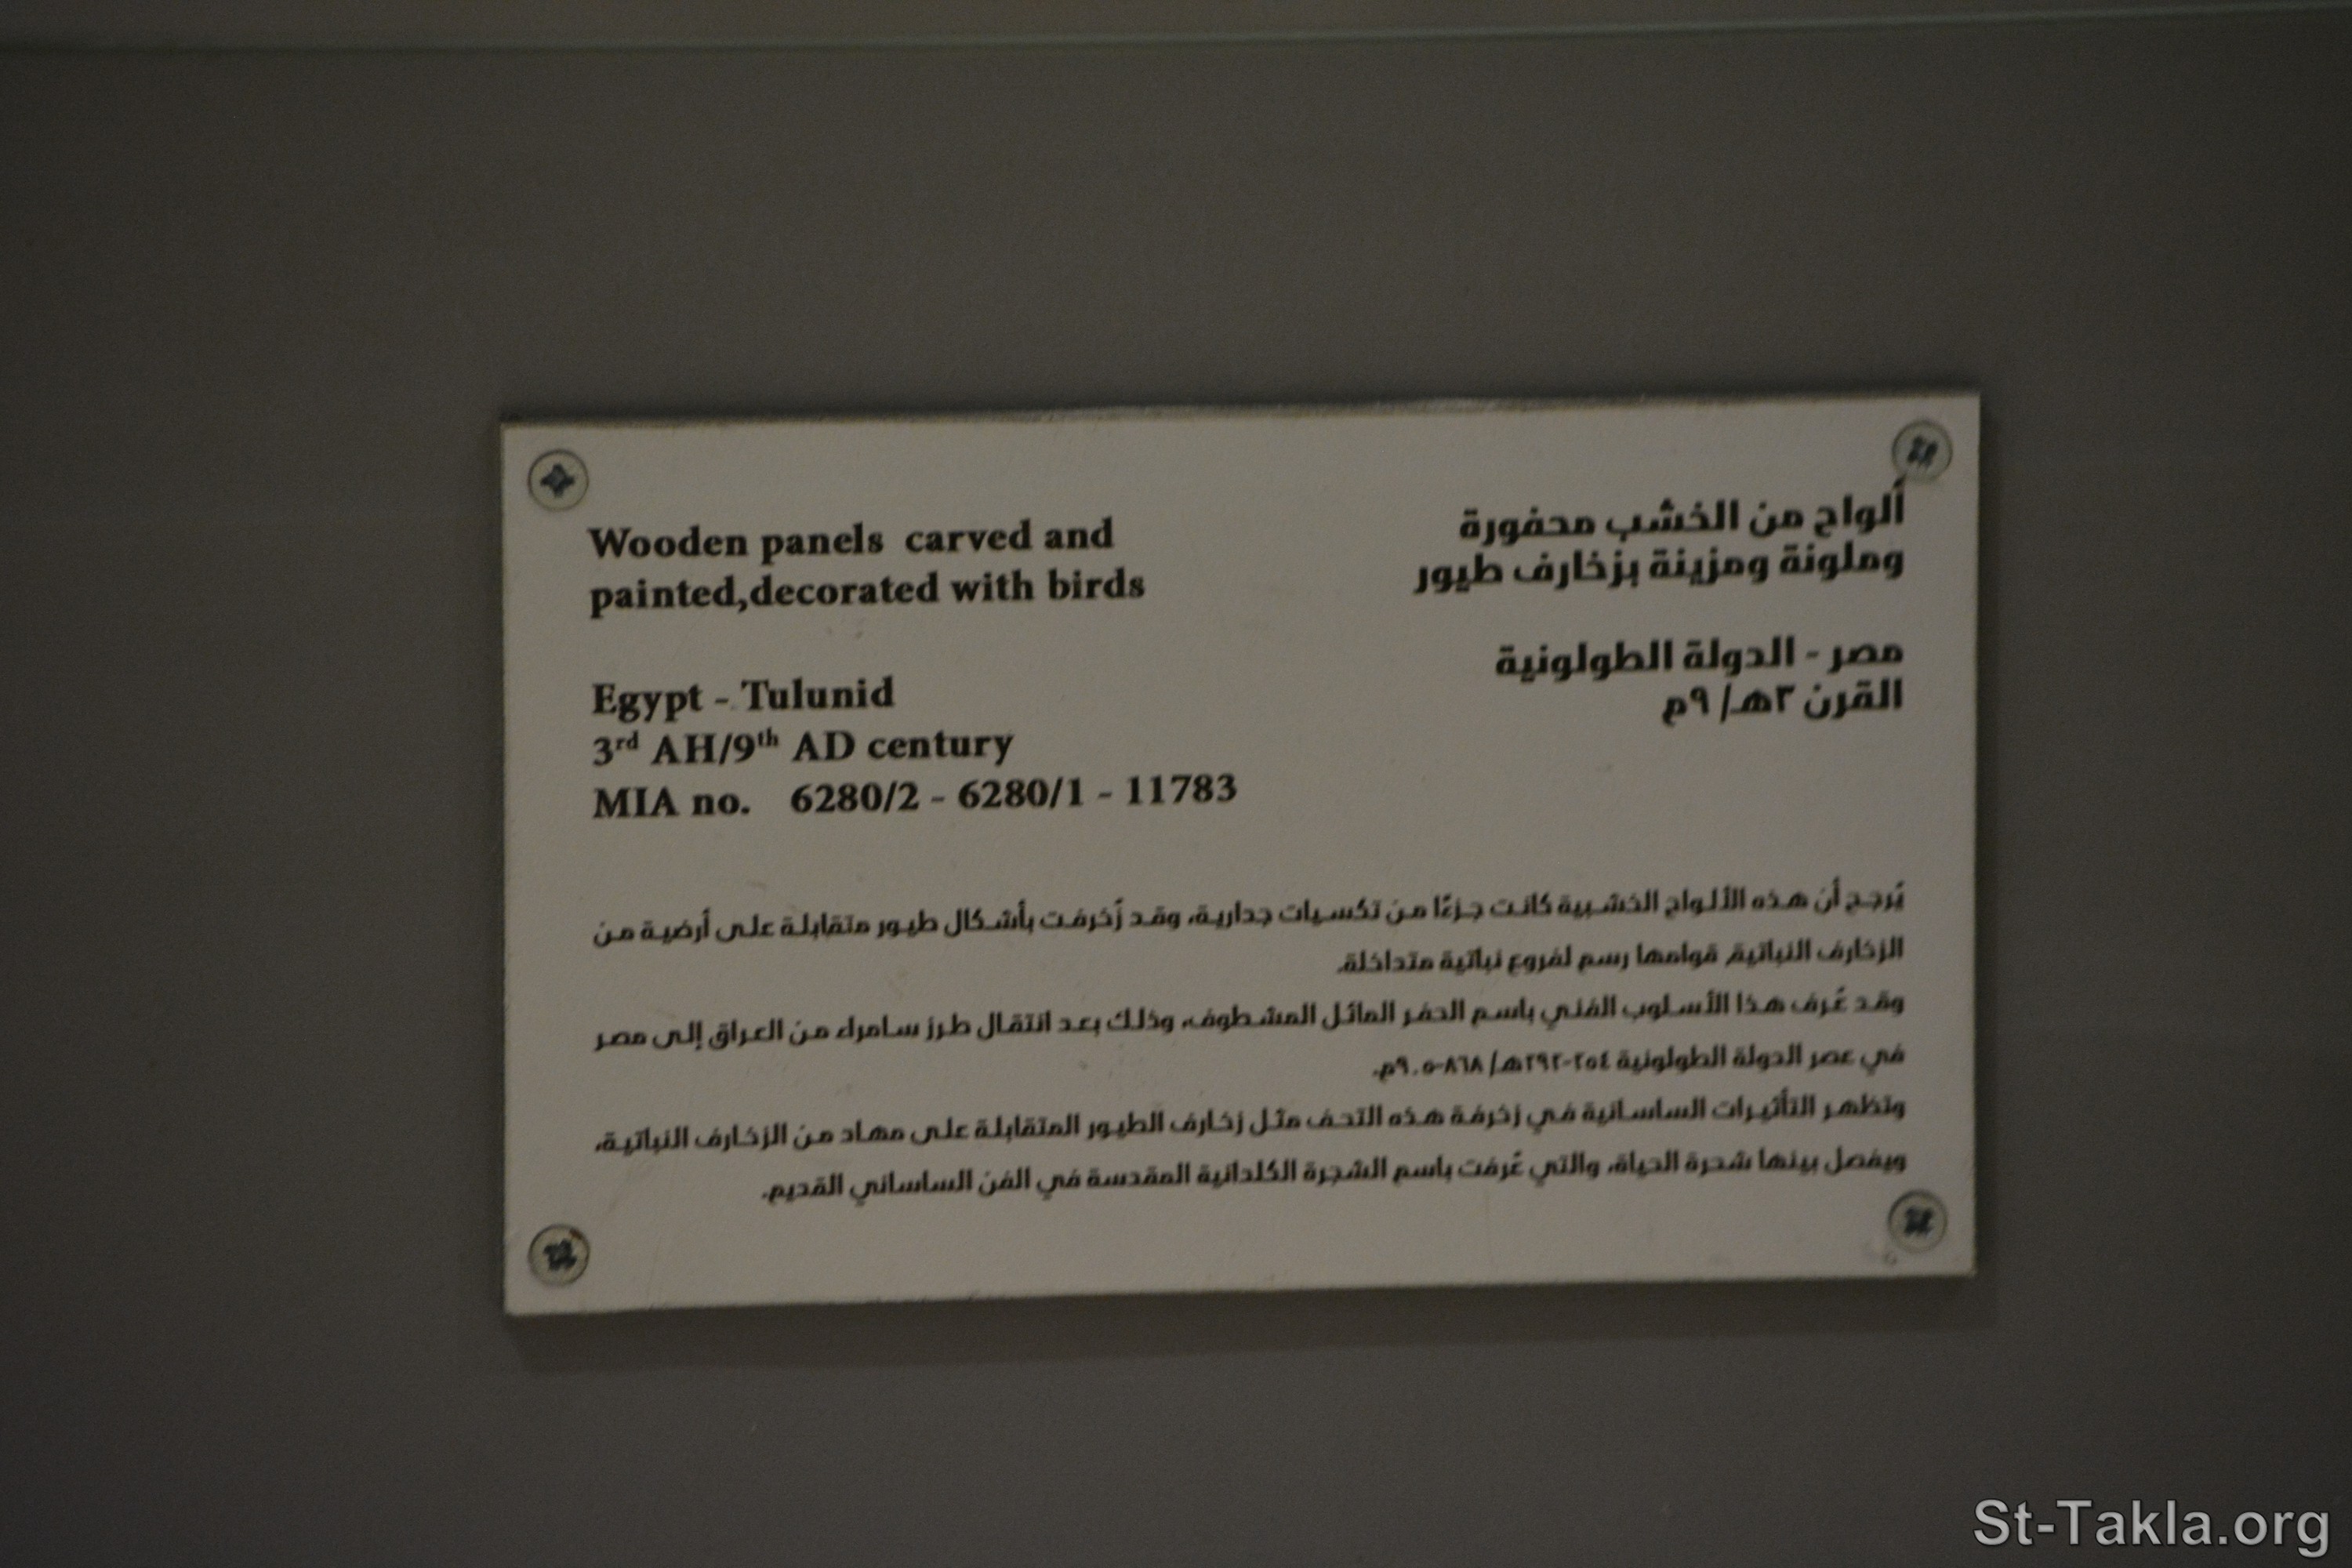 Wooden panels carved and
painted,decorated with birds
Egypt - Tulunid
3rd AH/9th AD century
MIA no. 6280/2 - 6280/1 - 11783
ألواح من الخشب محفورة
وملونة ومزينة بزخارف طيور
مصر - الدولة الطولونية
القرن ٣هـ/ ٩م
يُرجح أن هذه الألواح الخشبية كانت جزءًا من تكسيات جدارية، وقد زُخرفت بأشكال طيور متقابلة على أرضية من
الزخارف النباتية، قوامها رسم لفروع نباتية متداخلة.
وقد عُرف هذا الأسلوب الفني باسم الحفر المائل المشطوف، وذلك بعد انتقال طرز سامراء من العراق إلى مصر
في عصر الدولة الطولونية ٢٥٤-٢٩٢هـ/ ٨٦٨-٩٠٥م.
وتظهر التأثيرات الساسانية في زخرفة هذه التحف مثل زخارف الطيور المتقابلة على مهاد من الزخارف النباتية،
ويفصل بينها شجرة الحياة، والتي عُرفت باسم الشجرة الكلدانية المقدسة في الفن الساساني القديم.
St-Takla.org